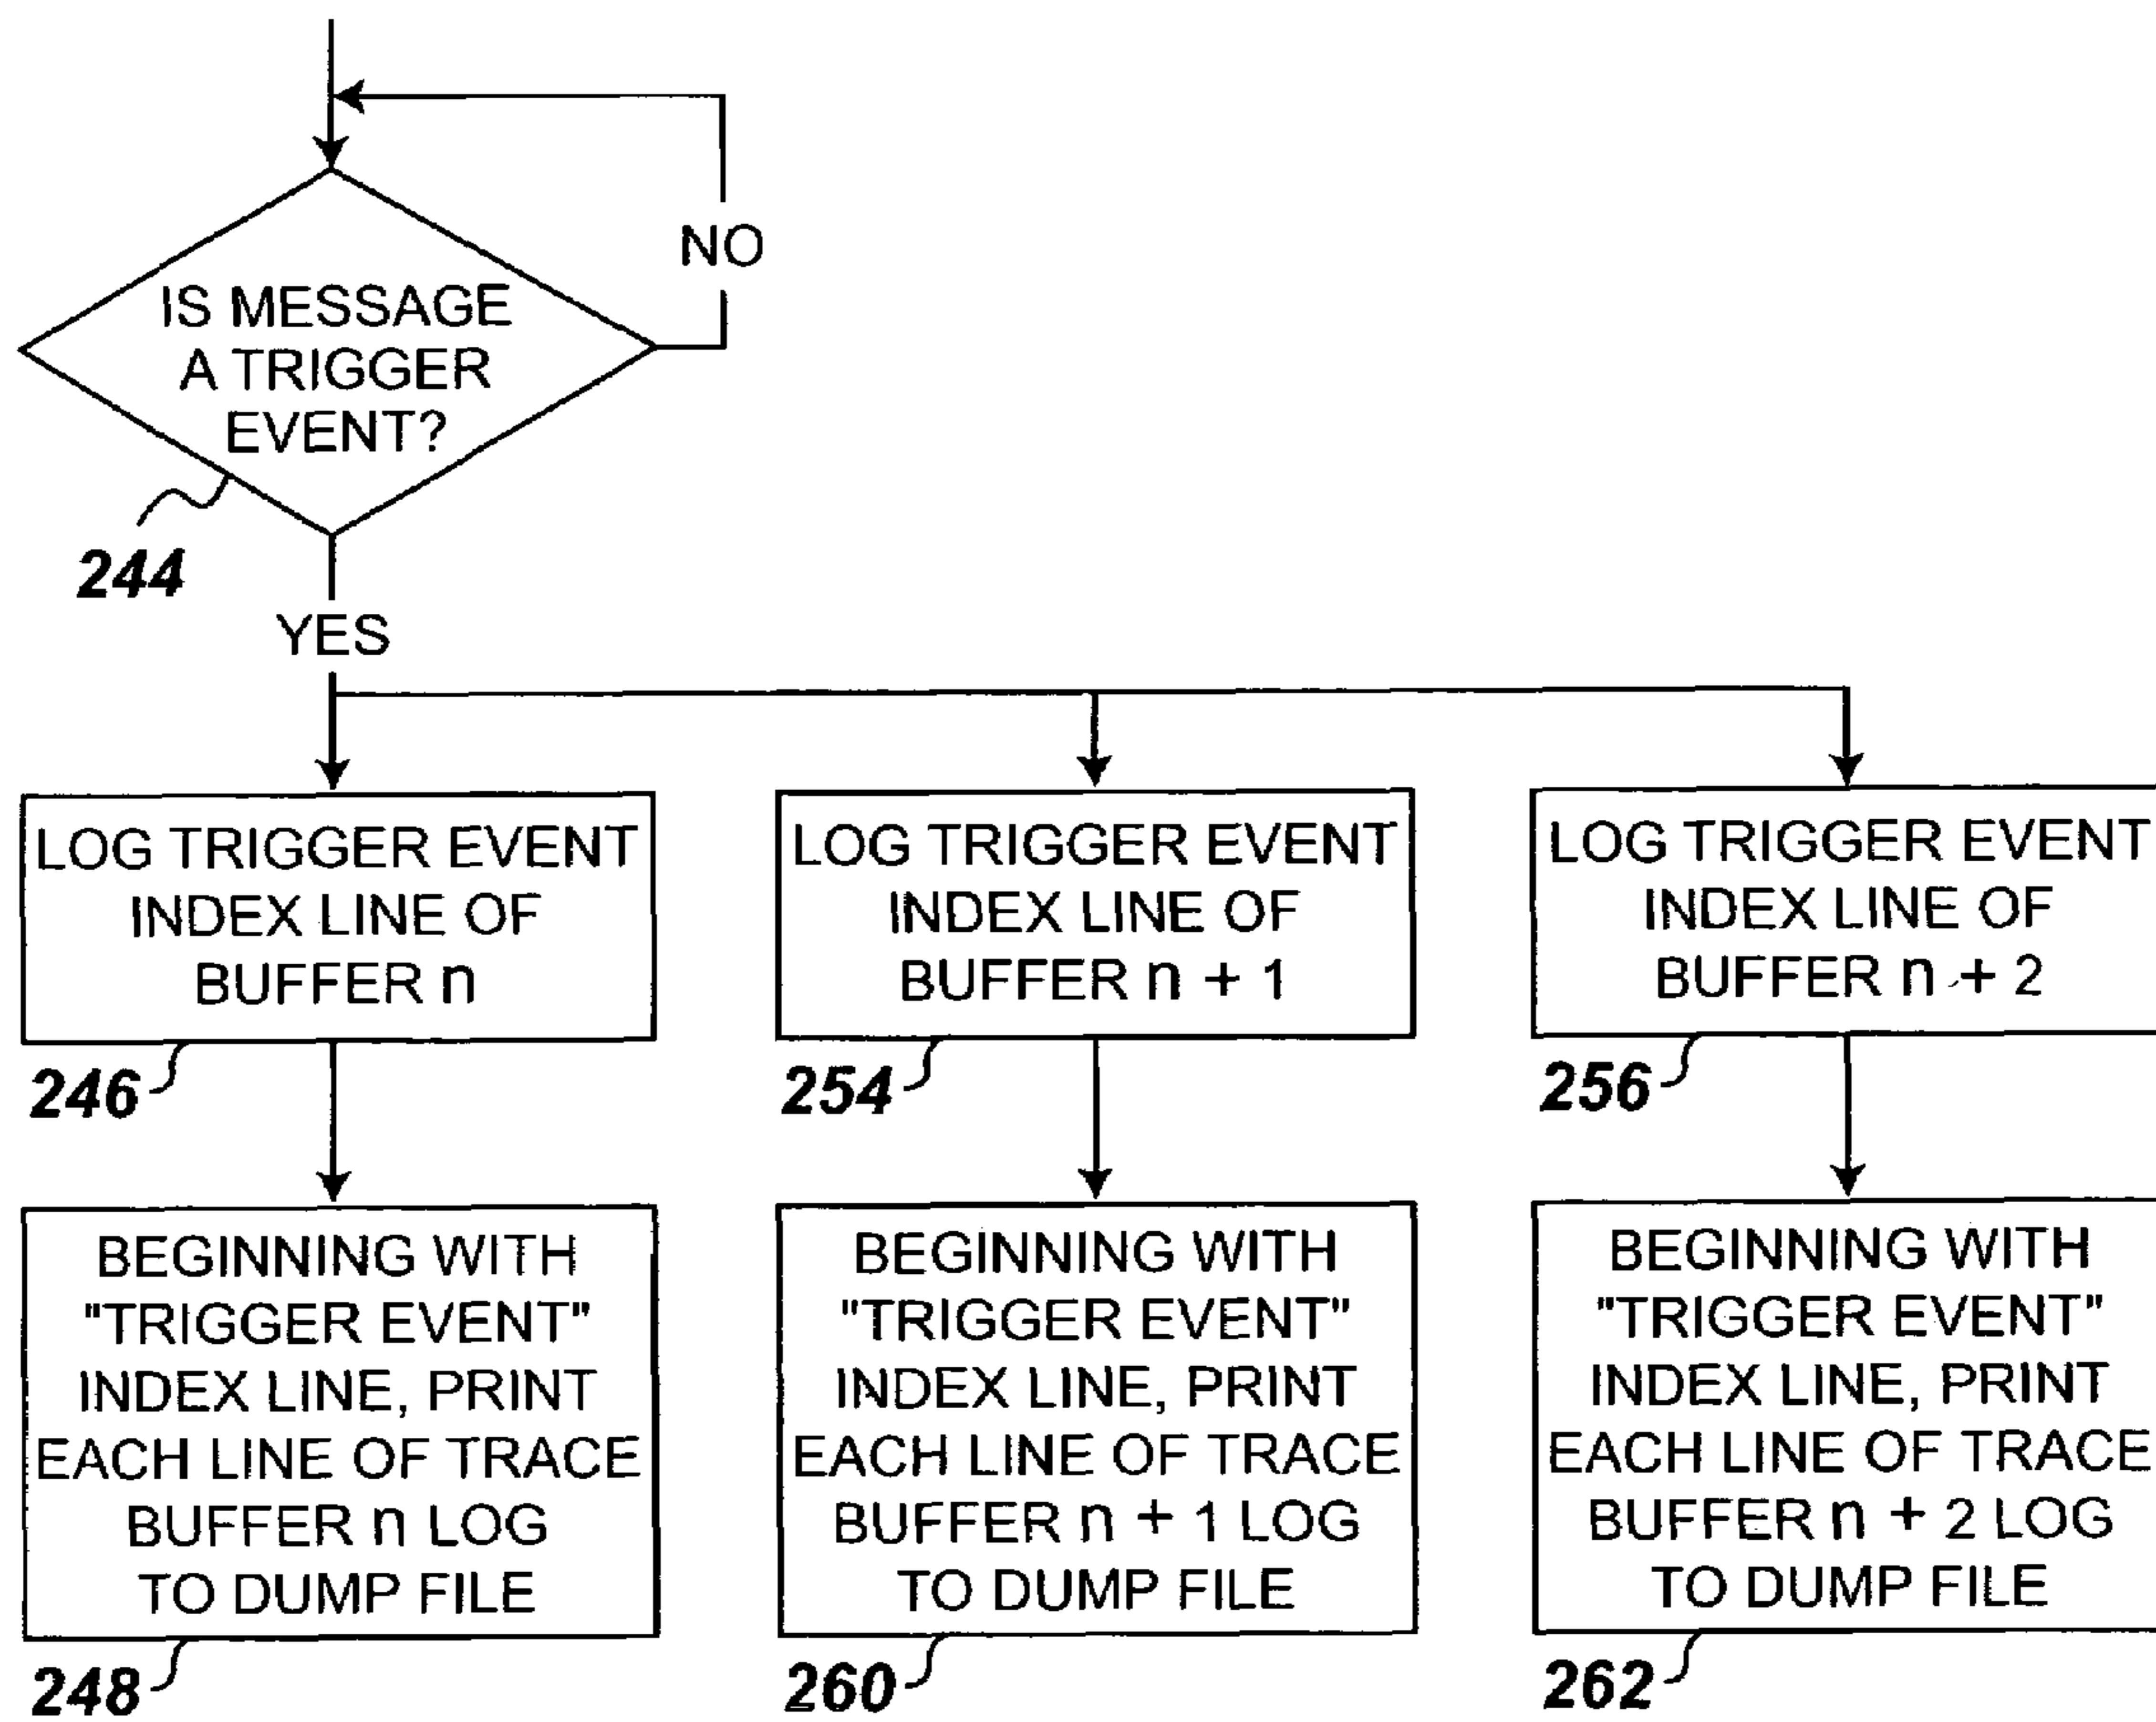 NO
IS MESSAGE
A TRIGGER
EVENT?
244
YES
LOG TRIGGER EVENT
INDEX LINE OF
BUFFER n
246
LOG TRIGGER EVENT
INDEX LINE OF
BUFFER n + 1
254
LOG TRIGGER EVENT
INDEX LINE OF
BUFFER n + 2
256
BEGINNING WITH
"TRIGGER EVENT"
INDEX LINE, PRINT
EACH LINE OF TRACE
BUFFER n LOG
TO DUMP FILE
248
BEGINNING WITH
"TRIGGER EVENT"
INDEX LINE, PRINT
EACH LINE OF TRACE
BUFFER n + 1 LOG
TO DUMP FILE
260
BEGINNING WITH
"TRIGGER EVENT"
INDEX LINE, PRINT
EACH LINE OF TRACE
BUFFER n + 2 LOG
TO DUMP FILE
262